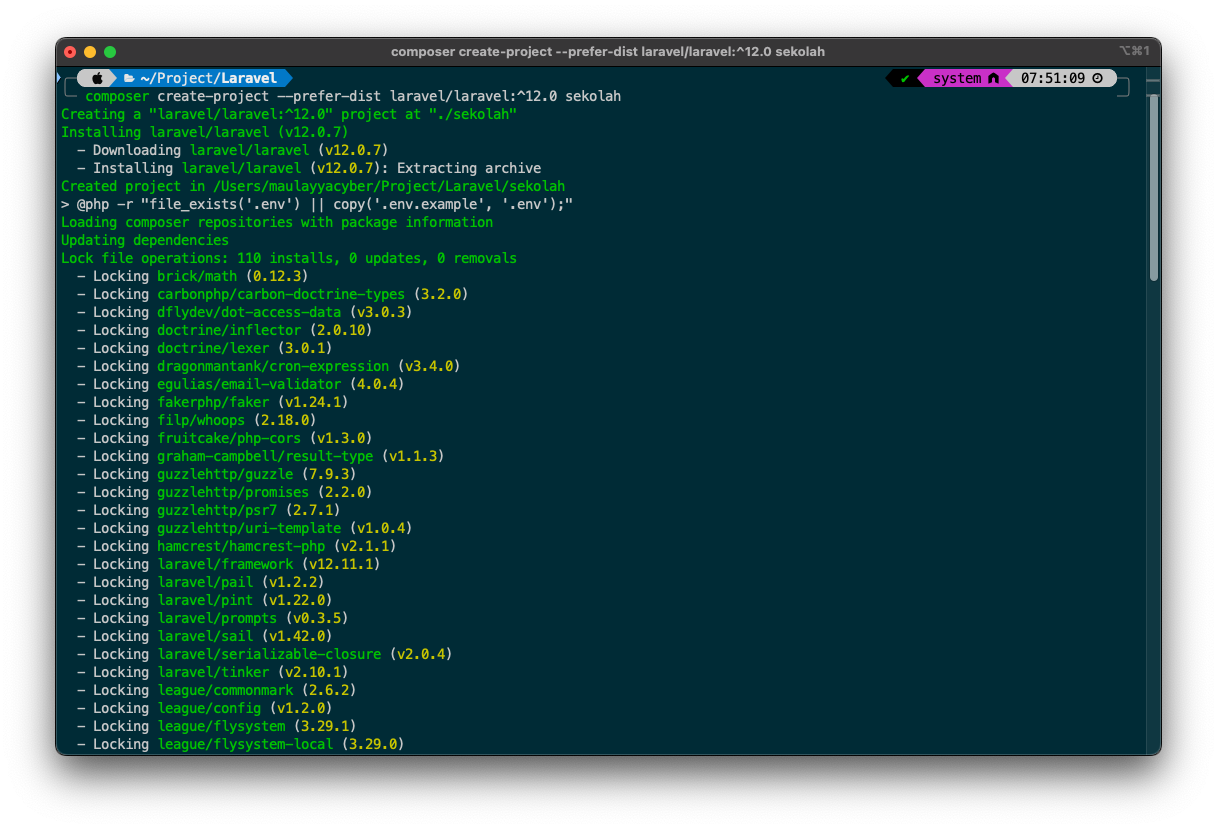 composer create-project --prefer-dist laravel/laravel:^12.0 sekolah
⌥⌘1
~/Project/Laravel
✔ system 07:51:09
composer create-project --prefer-dist laravel/laravel:^12.0 sekolah
Creating a "laravel/laravel:^12.0" project at "./sekolah"
Installing laravel/laravel (v12.0.7)
- Downloading laravel/laravel (v12.0.7)
- Installing laravel/laravel (v12.0.7): Extracting archive
Created project in /Users/maulayyacyber/Project/Laravel/sekolah
> @php -r "file_exists('.env') || copy('.env.example', '.env');"
Loading composer repositories with package information
Updating dependencies
Lock file operations: 110 installs, 0 updates, 0 removals
- Locking brick/math (0.12.3)
- Locking carbonphp/carbon-doctrine-types (3.2.0)
- Locking dflydev/dot-access-data (v3.0.3)
- Locking doctrine/inflector (2.0.10)
- Locking doctrine/lexer (3.0.1)
- Locking dragonmantank/cron-expression (v3.4.0)
- Locking egulias/email-validator (4.0.4)
- Locking fakerphp/faker (v1.24.1)
- Locking filp/whoops (2.18.0)
- Locking fruitcake/php-cors (v1.3.0)
- Locking graham-campbell/result-type (v1.1.3)
- Locking guzzlehttp/guzzle (7.9.3)
- Locking guzzlehttp/promises (2.2.0)
- Locking guzzlehttp/psr7 (2.7.1)
- Locking guzzlehttp/uri-template (v1.0.4)
- Locking hamcrest/hamcrest-php (v2.1.1)
- Locking laravel/framework (v12.11.1)
- Locking laravel/pail (v1.2.2)
- Locking laravel/pint (v1.22.0)
- Locking laravel/prompts (v0.3.5)
- Locking laravel/sail (v1.42.0)
- Locking laravel/serializable-closure (v2.0.4)
- Locking laravel/tinker (v2.10.1)
- Locking league/commonmark (2.6.2)
- Locking league/config (v1.2.0)
- Locking league/flysystem (3.29.1)
- Locking league/flysystem-local (3.29.0)